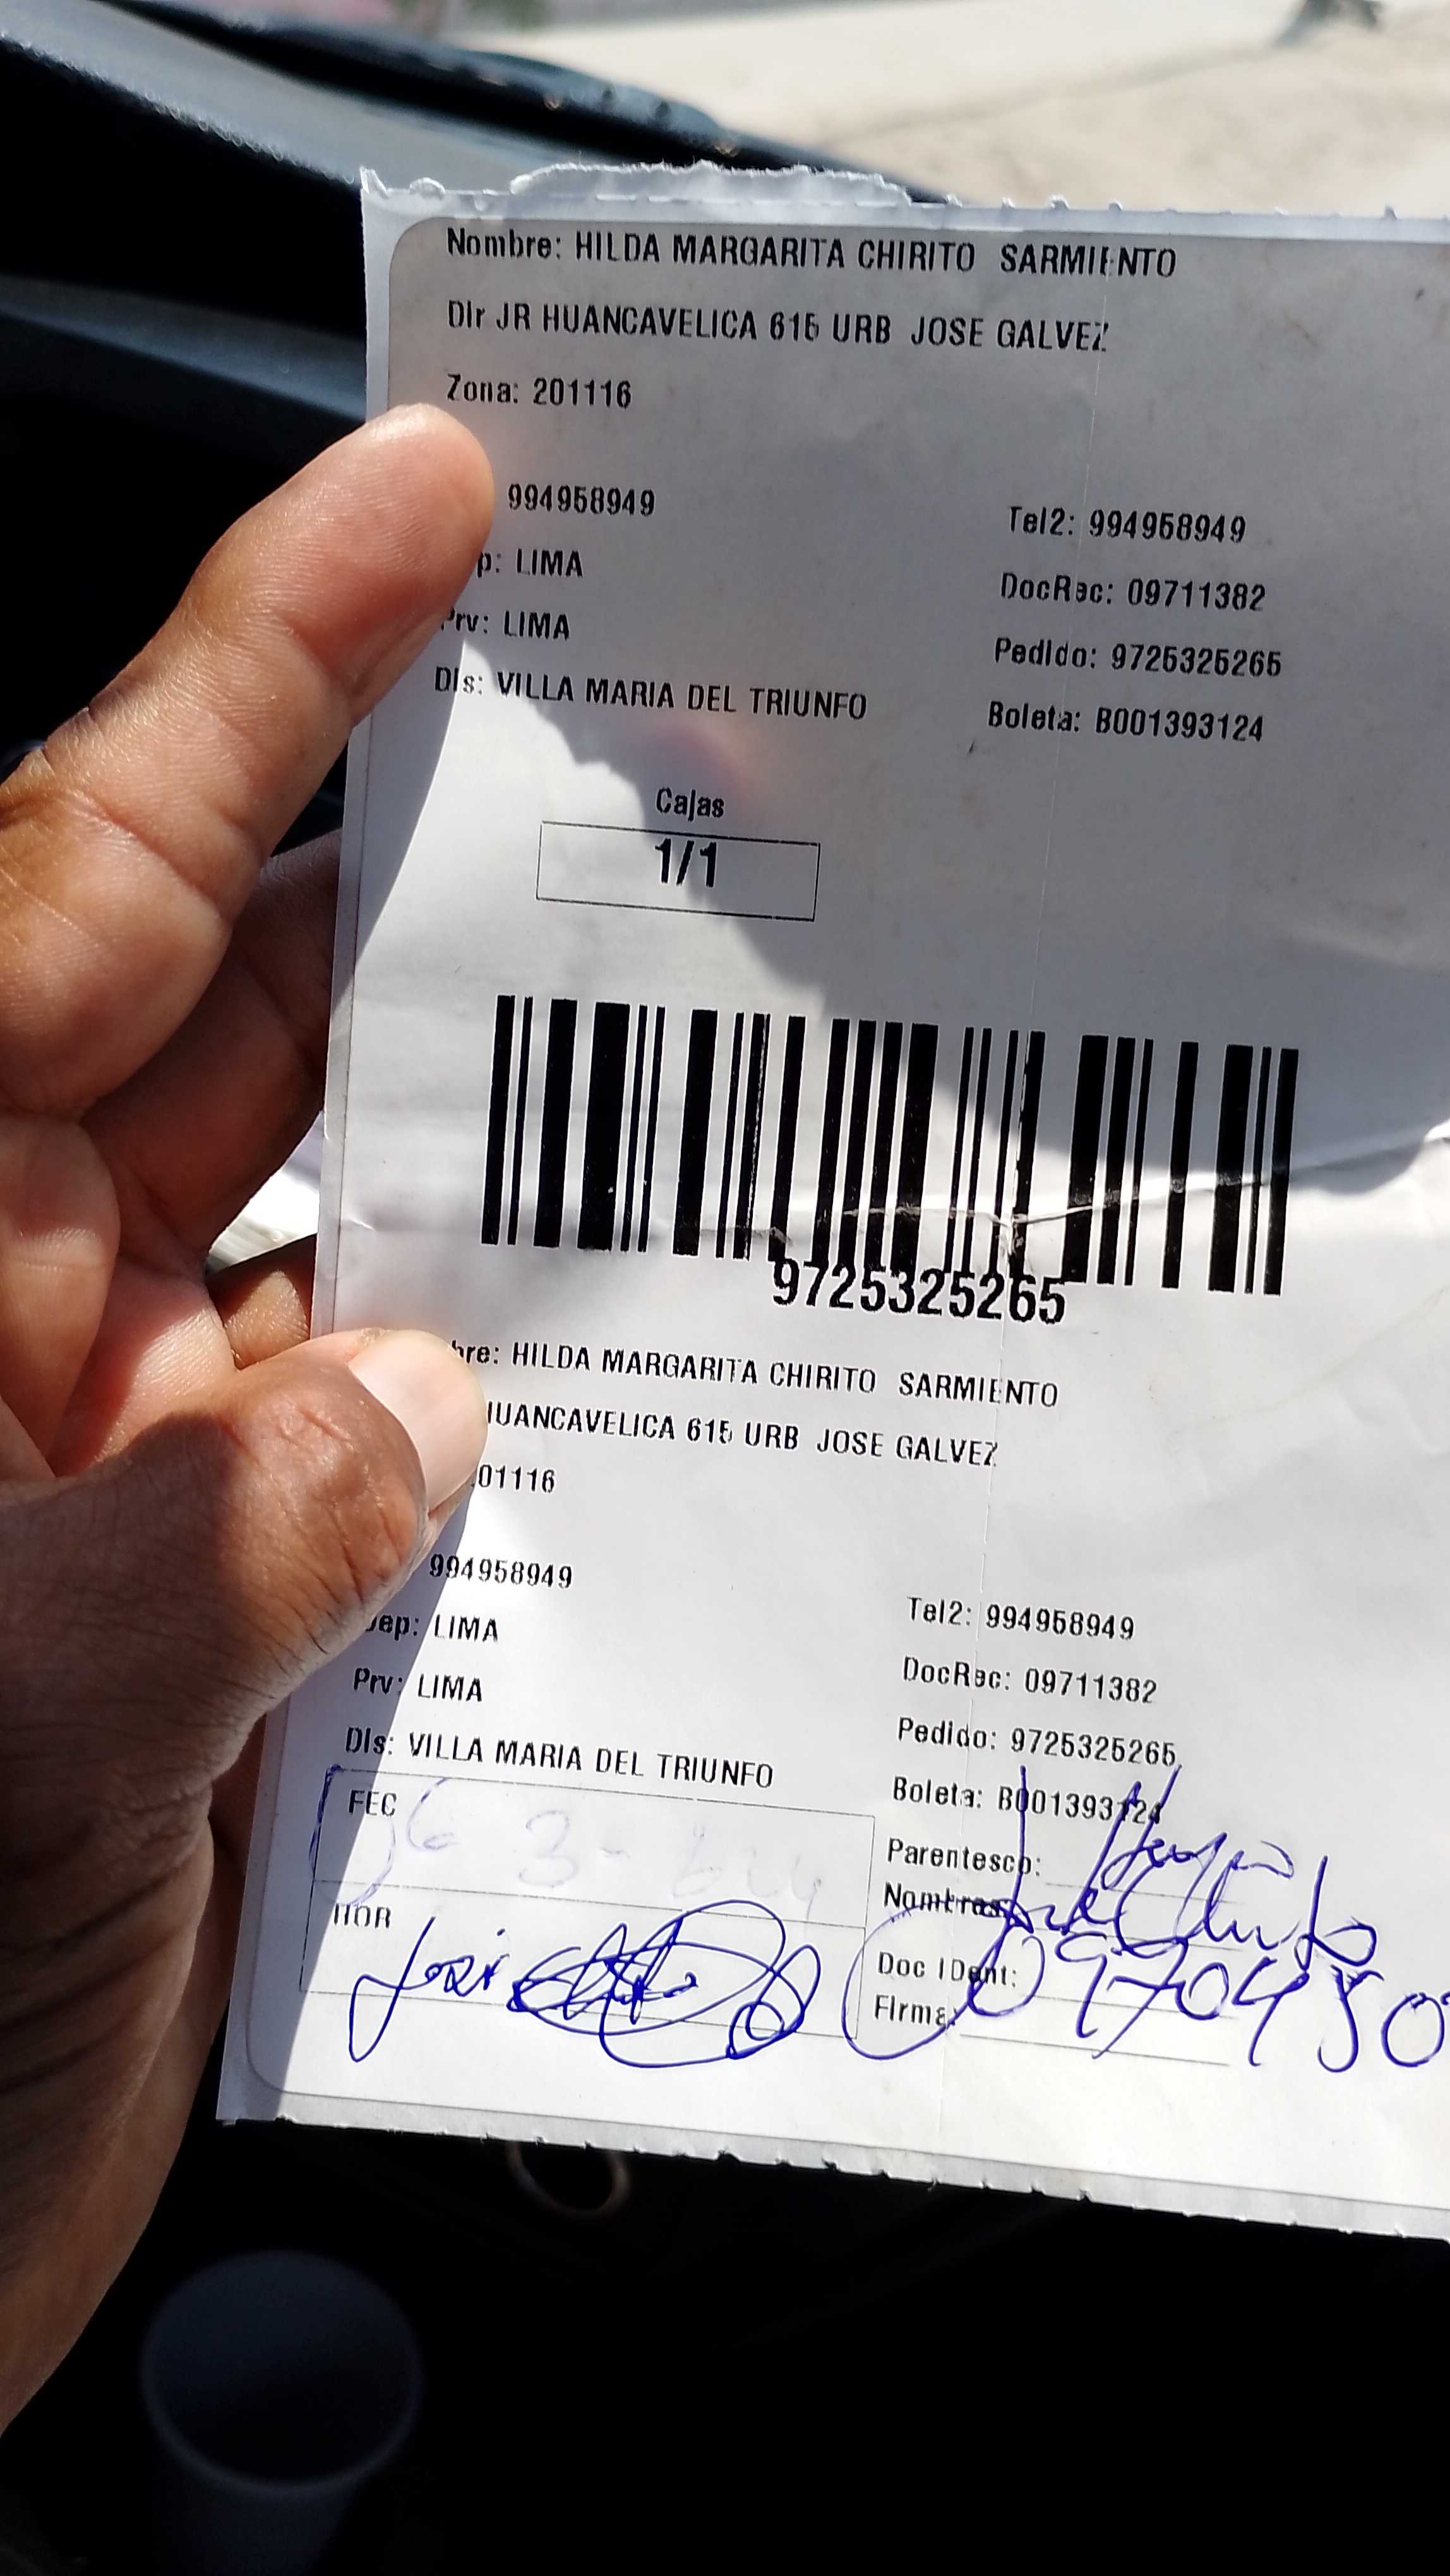 Nombre: HILDA MARGARITA CHIRITO SARMIENTO
Dir JR HUANCAVELICA 615 URB JOSE GALVEZ
Zona: 201116
994958949 Tel2: 994958949
p: LIMA DocRec: 09711382
Prv: LIMA Pedido: 9725325265
Dis: VILLA MARIA DEL TRIUNFO Boleta: B001393124
Cajas
1/1
9725325265
bre: HILDA MARGARITA CHIRITO SARMIENTO
HUANCAVELICA 615 URB JOSE GALVEZ
01116
994958949 Tel2: 994958949
Dep: LIMA DocRec: 09711382
Prv: LIMA Pedido: 9725325265
Dis: VILLA MARIA DEL TRIUNFO Boleta: B001393124
FEC Parentesco:
Nombres
HOR Doc IDent:
Firma: